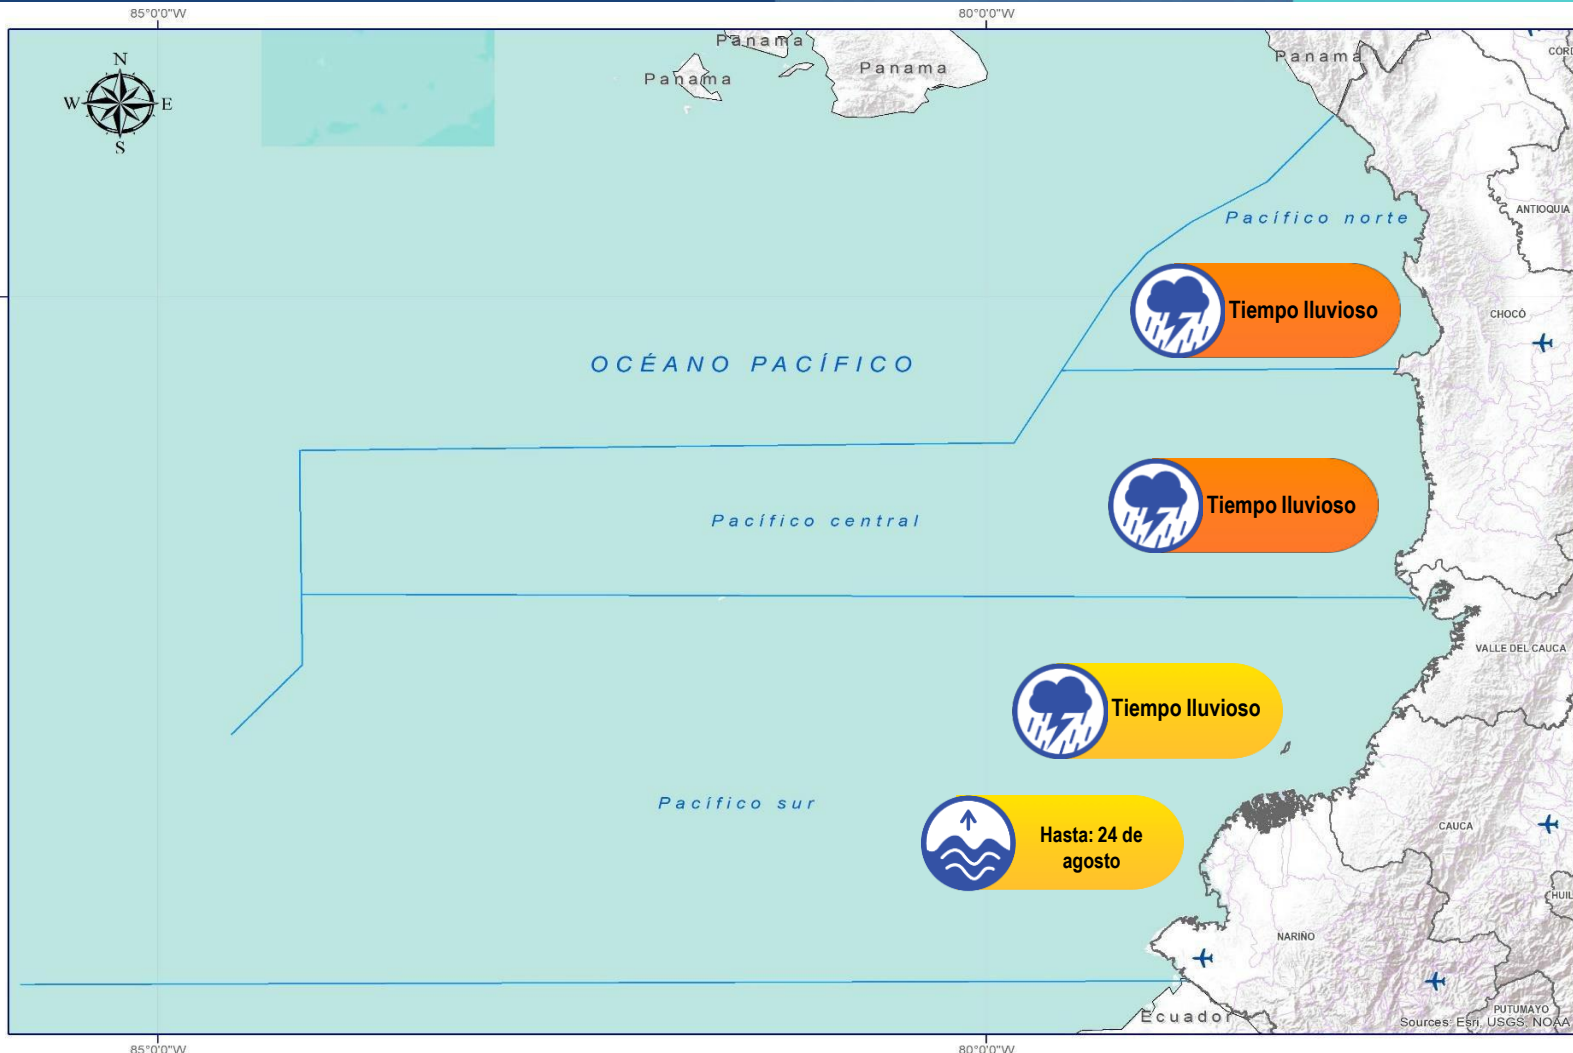 85°0'0"W
80°0'0"W
N
W
E
S
Panama
Panama
Panama
Panama
ANTIOQUIA
Pacífico norte
Tiempo lluvioso
CHOCÓ
OCÉANO PACÍFICO
Tiempo lluvioso
Pacífico central
VALLE DEL CAUCA
Tiempo lluvioso
Pacífico sur
Hasta: 24 de
agosto
CAUCA
NARIÑO
PUTUMAYO
Ecuador
Sources: Esri, USGS, NOAA
85°0'0"W
80°0'0"W